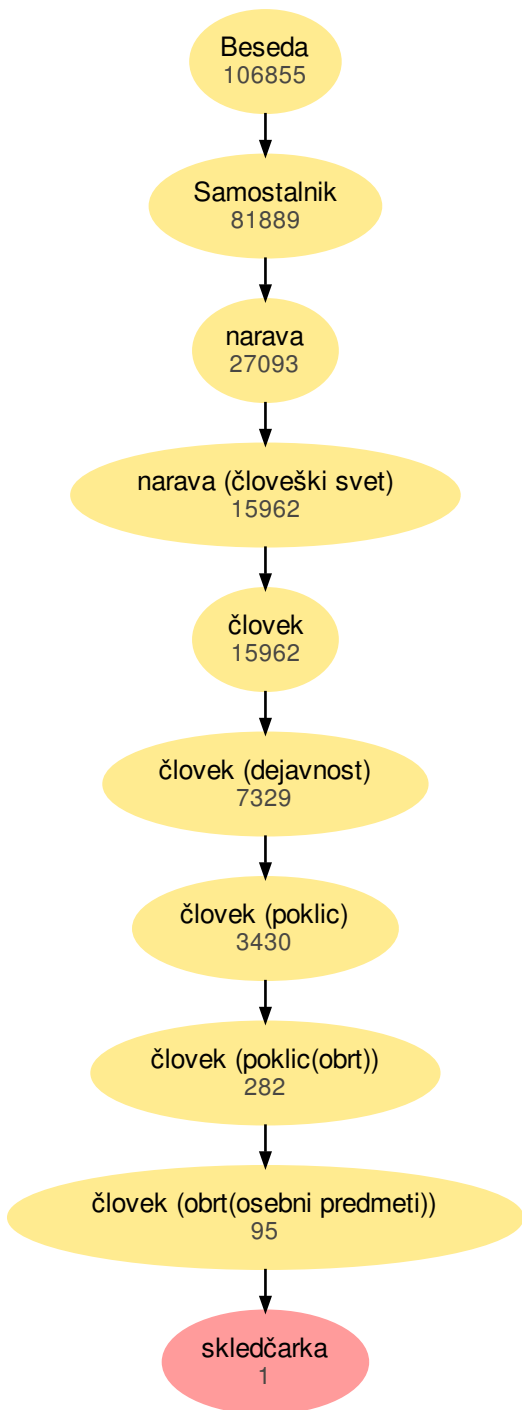 Beseda
106855
Samostalnik
81889
narava
27093
narava (človeški svet)
15962
človek
15962
človek (dejavnost)
7329
človek (poklic)
3430
človek (poklic(obrt))
282
človek (obrt(osebni predmeti))
95
skledčarka
1